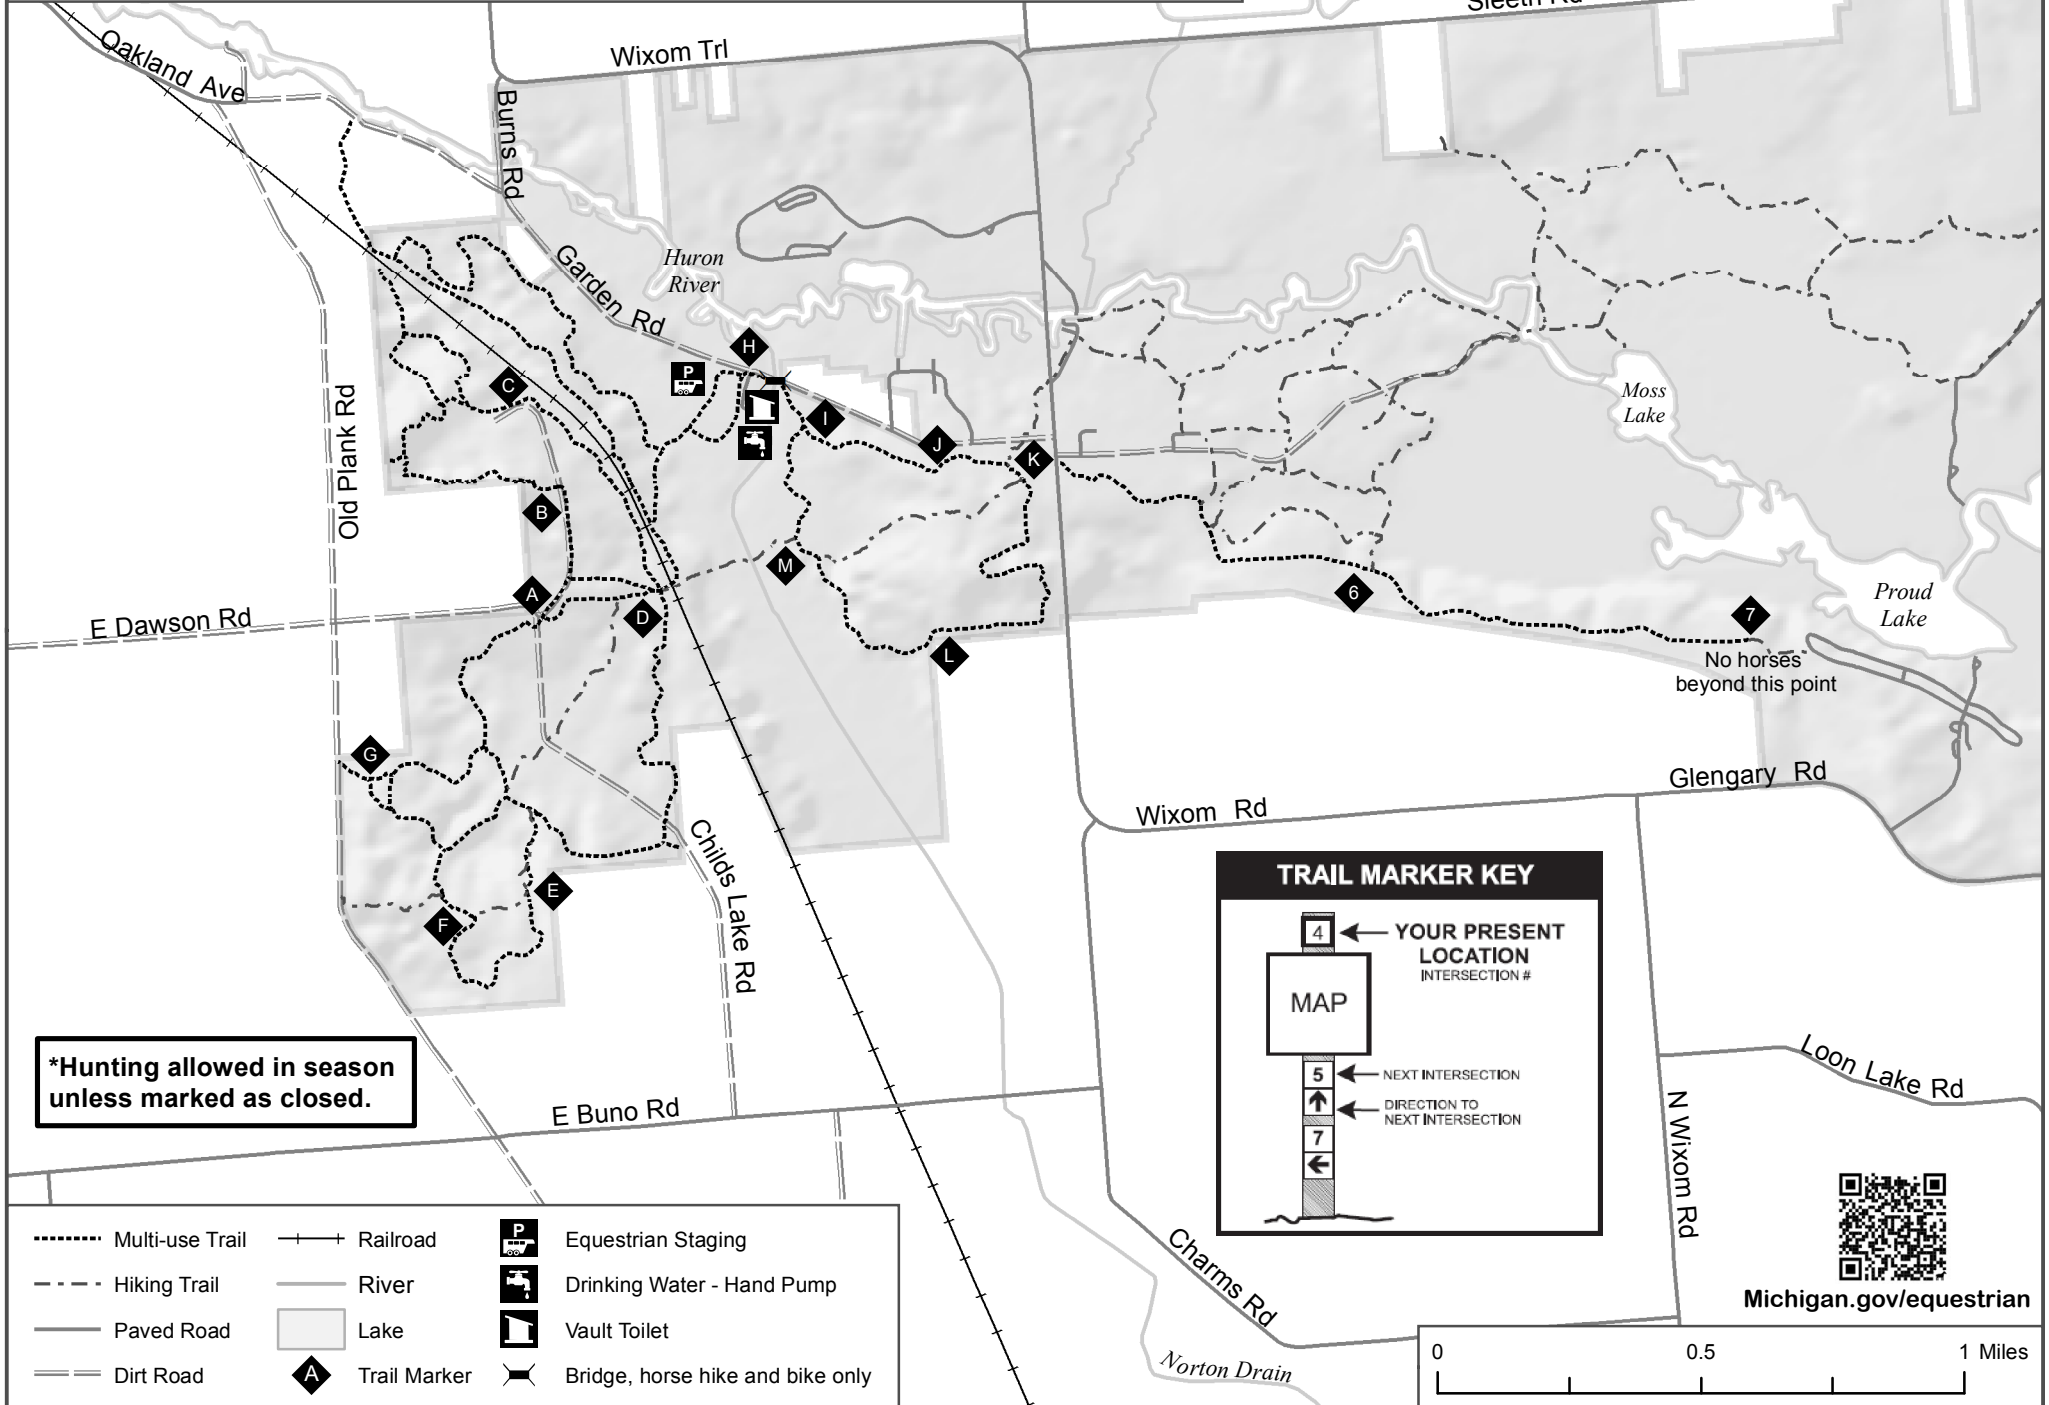 Sleeth Rd
Wixom Trl
Oakland Ave
Burns Rd
Huron
River
Garden Rd
H
P
I
C
J
K
Moss
Lake
Old Plank Rd
B
M
A
D
6
7
Proud
Lake
E Dawson Rd
L
No horses
beyond this point
G
Glengary Rd
Wixom Rd
Childs Lake Rd
E
F
TRAIL MARKER KEY
4
YOUR PRESENT
LOCATION
INTERSECTION #
MAP
5
NEXT INTERSECTION
DIRECTION TO
NEXT INTERSECTION
7
*Hunting allowed in season
unless marked as closed.
E Buno Rd
Loon Lake Rd
N Wixom Rd
Charms Rd
Norton Drain
Michigan.gov/equestrian
Multi-use Trail
Railroad
P
Equestrian Staging
Hiking Trail
River
Drinking Water - Hand Pump
Paved Road
Lake
Vault Toilet
Dirt Road
A
Trail Marker
Bridge, horse hike and bike only
0 0.5 1 Miles